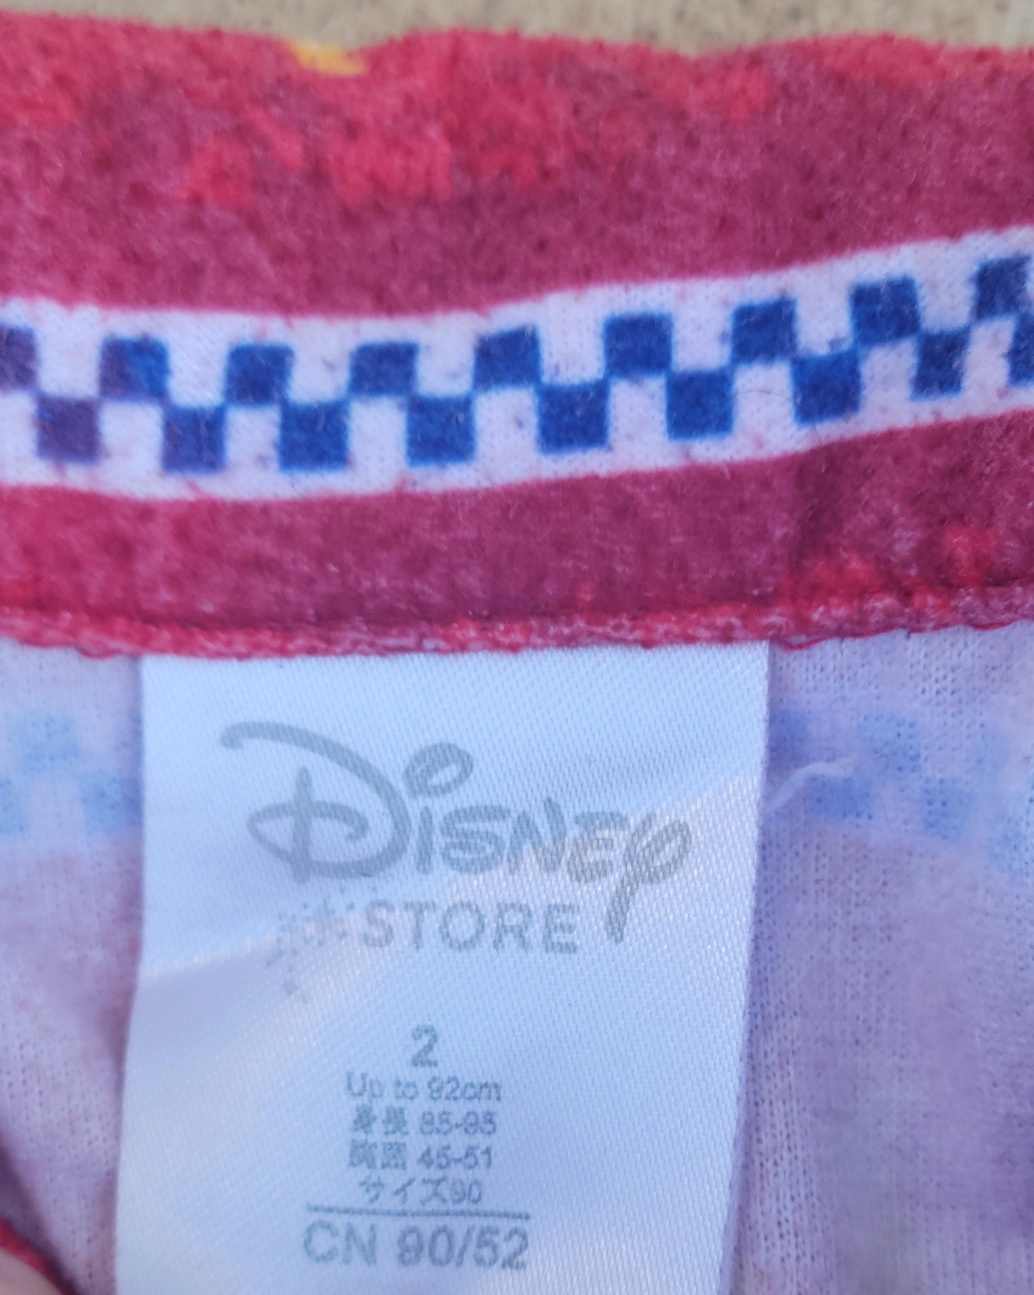 Disney
STORE
2
Up to 92cm
身長 85-95
胸囲 45-51
サイズ90
CN 90/52